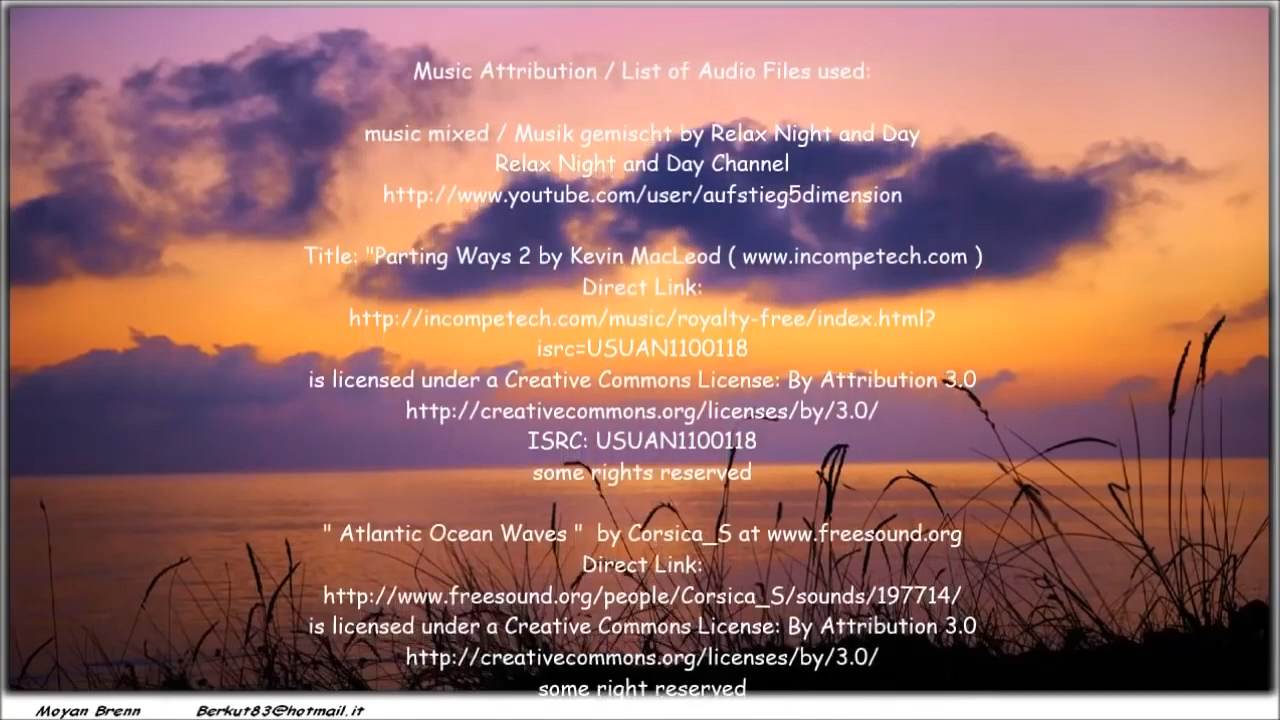 Music Attribution / List of Audio Files used:
music mixed / Musik gemischt by Relax Night and Day
Relax Night and Day Channel
http://www.youtube.com/user/aufstieg5dimension
Title: "Parting Ways 2 by Kevin MacLeod ( www.incompetech.com )
Direct Link:
http://incompetech.com/music/royalty-free/index.html?
isrc=USUAN1100118
is licensed under a Creative Commons License: By Attribution 3.0
http://creativecommons.org/licenses/by/3.0/
ISRC: USUAN1100118
some rights reserved
" Atlantic Ocean Waves " by Corsica_S at www.freesound.org
Direct Link:
http://www.freesound.org/people/Corsica_S/sounds/197714/
is licensed under a Creative Commons License: By Attribution 3.0
http://creativecommons.org/licenses/by/3.0/
some right reserved
Moyan Brenn Berkut83@hotmail.it